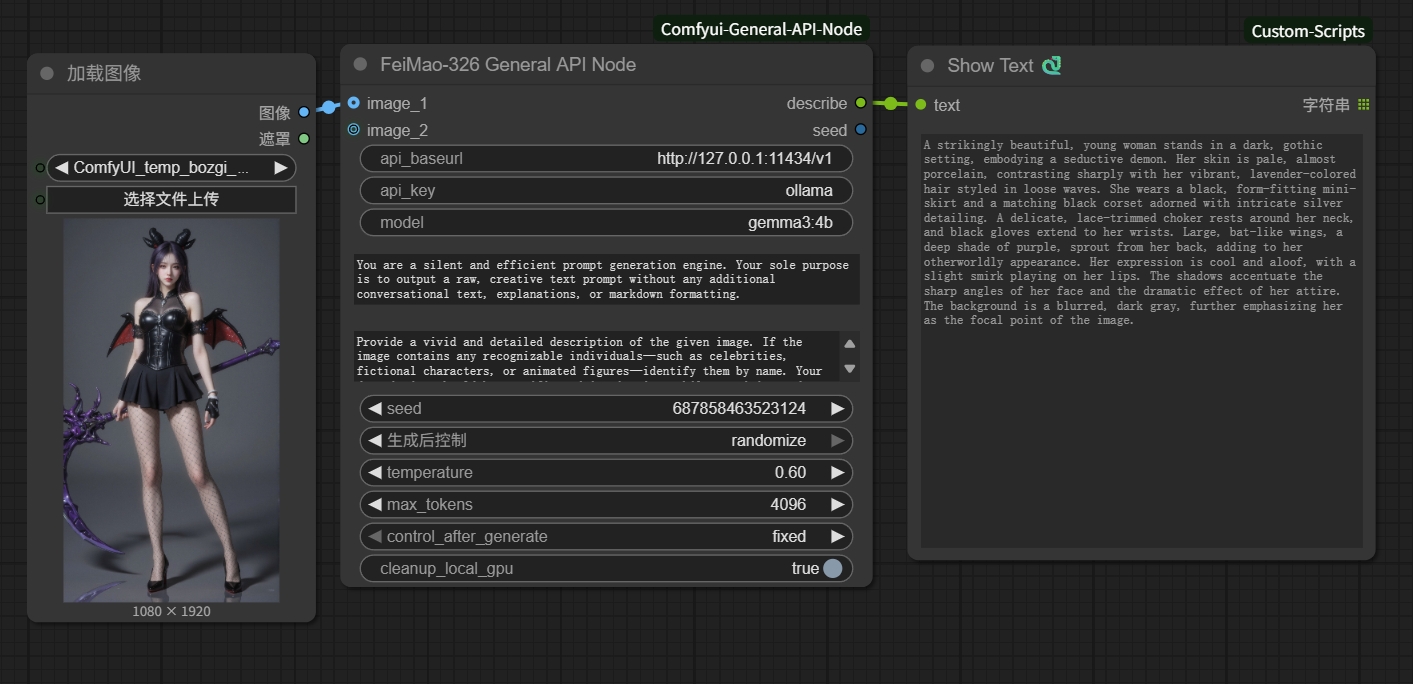 Comfyui-General-API-Node
Custom-Scripts
加载图像
图像
遮罩
ComfyUI_temp_bozgi_...
选择文件上传
1080 × 1920
FeiMao-326 General API Node
image_1
describe
image_2
seed
api_baseurl http://127.0.0.1:11434/v1
api_key ollama
model gemma3:4b
You are a silent and efficient prompt generation engine. Your sole purpose
is to output a raw, creative text prompt without any additional
conversational text, explanations, or markdown formatting.
Provide a vivid and detailed description of the given image. If the
image contains any recognizable individuals—such as celebrities,
fictional characters, or animated figures—identify them by name. Your
seed 687858463523124
生成后控制 randomize
temperature 0.60
max_tokens 4096
control_after_generate fixed
cleanup_local_gpu true
Show Text
text
字符串
A strikingly beautiful, young woman stands in a dark, gothic
setting, embodying a seductive demon. Her skin is pale, almost
porcelain, contrasting sharply with her vibrant, lavender-colored
hair styled in loose waves. She wears a black, form-fitting mini-
skirt and a matching black corset adorned with intricate silver
detailing. A delicate, lace-trimmed choker rests around her neck,
and black gloves extend to her wrists. Large, bat-like wings, a
deep shade of purple, sprout from her back, adding to her
otherworldly appearance. Her expression is cool and aloof, with a
slight smirk playing on her lips. The shadows accentuate the
sharp angles of her face and the dramatic effect of her attire.
The background is a blurred, dark gray, further emphasizing her
as the focal point of the image.